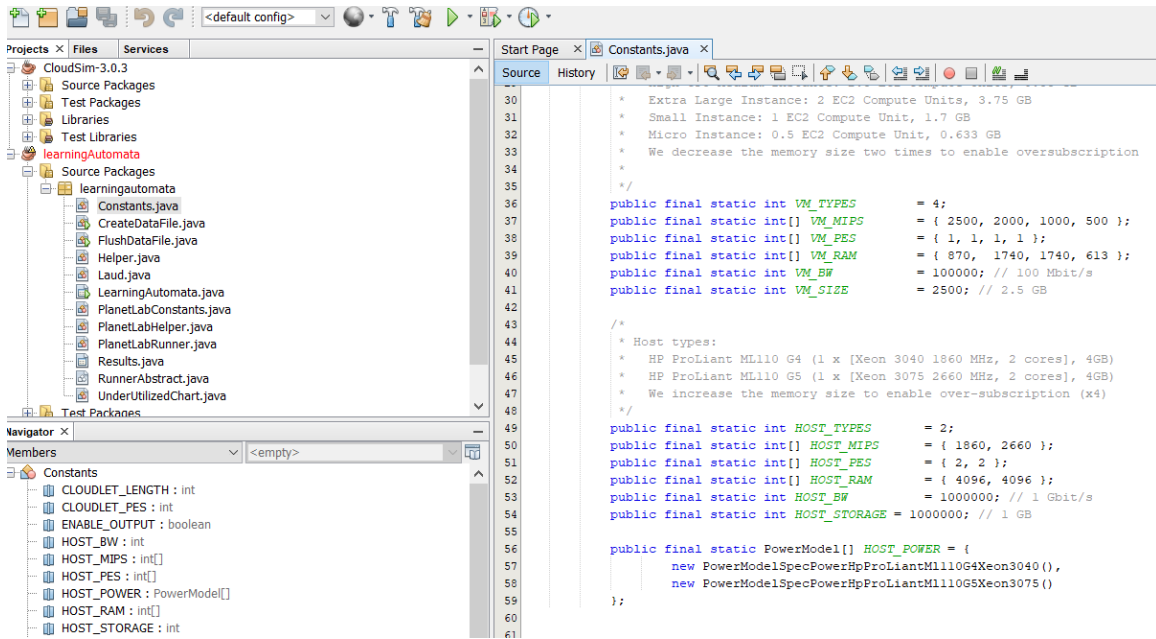 <default config>
Projects × Files Services
CloudSim-3.0.3
Source Packages
Test Packages
Libraries
Test Libraries
learningAutomata
Source Packages
learningautomata
Constants.java
CreateDataFile.java
FlushDataFile.java
Helper.java
Laud.java
LearningAutomata.java
PlanetLabConstants.java
PlanetLabHelper.java
PlanetLabRunner.java
Results.java
RunnerAbstract.java
UnderUtilizedChart.java
Test Packages
Navigator ×
Members <empty>
Constants
CLOUDLET_LENGTH : int
CLOUDLET_PES : int
ENABLE_OUTPUT : boolean
HOST_BW : int
HOST_MIPS : int[]
HOST_PES : int[]
HOST_POWER : PowerModel[]
HOST_RAM : int[]
HOST_STORAGE : int
Start Page × Constants.java ×
Source History
30 * Extra Large Instance: 2 EC2 Compute Units, 3.75 GB
31 * Small Instance: 1 EC2 Compute Unit, 1.7 GB
32 * Micro Instance: 0.5 EC2 Compute Unit, 0.633 GB
33 * We decrease the memory size two times to enable oversubscription
34 *
35 */
36 public final static int VM_TYPES = 4;
37 public final static int[] VM_MIPS = { 2500, 2000, 1000, 500 };
38 public final static int[] VM_PES = { 1, 1, 1, 1 };
39 public final static int[] VM_RAM = { 870, 1740, 1740, 613 };
40 public final static int VM_BW = 100000; // 100 Mbit/s
41 public final static int VM_SIZE = 2500; // 2.5 GB
42
43 /*
44 * Host types:
45 * HP ProLiant ML110 G4 (1 x [Xeon 3040 1860 MHz, 2 cores], 4GB)
46 * HP ProLiant ML110 G5 (1 x [Xeon 3075 2660 MHz, 2 cores], 4GB)
47 * We increase the memory size to enable over-subscription (x4)
48 */
49 public final static int HOST_TYPES = 2;
50 public final static int[] HOST_MIPS = { 1860, 2660 };
51 public final static int[] HOST_PES = { 2, 2 };
52 public final static int[] HOST_RAM = { 4096, 4096 };
53 public final static int HOST_BW = 1000000; // 1 Gbit/s
54 public final static int HOST_STORAGE = 1000000; // 1 GB
55
56 public final static PowerModel[] HOST_POWER = {
57 new PowerModelSpecPowerHpProLiantMl110G4Xeon3040(),
58 new PowerModelSpecPowerHpProLiantMl110G5Xeon3075()
59 };
60
61